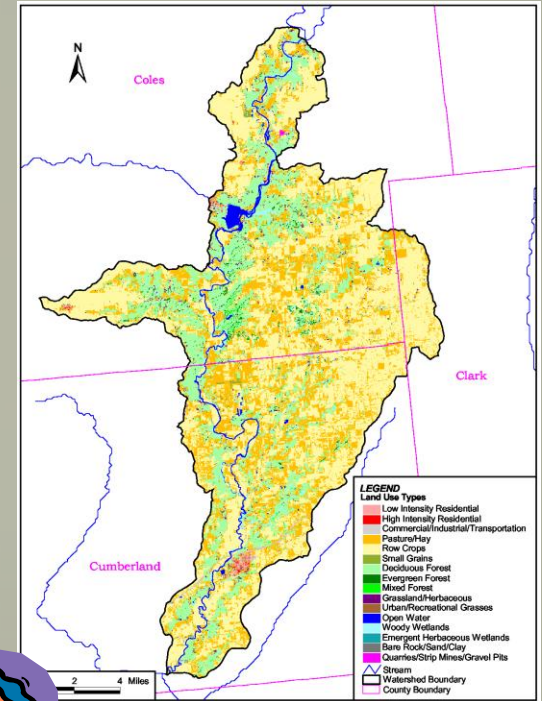 N
Coles
Clark
Cumberland
LEGEND
Land Use Types
Low Intensity Residential
High Intensity Residential
Commercial/Industrial/Transportation
Pasture/Hay
Row Crops
Small Grains
Deciduous Forest
Evergreen Forest
Mixed Forest
Grassland/Herbaceous
Urban/Recreational Grasses
Open Water
Woody Wetlands
Emergent Herbaceous Wetlands
Bare Rock/Sand/Clay
Quarries/Strip Mines/Gravel Pits
Stream
Watershed Boundary
County Boundary
2 4 Miles